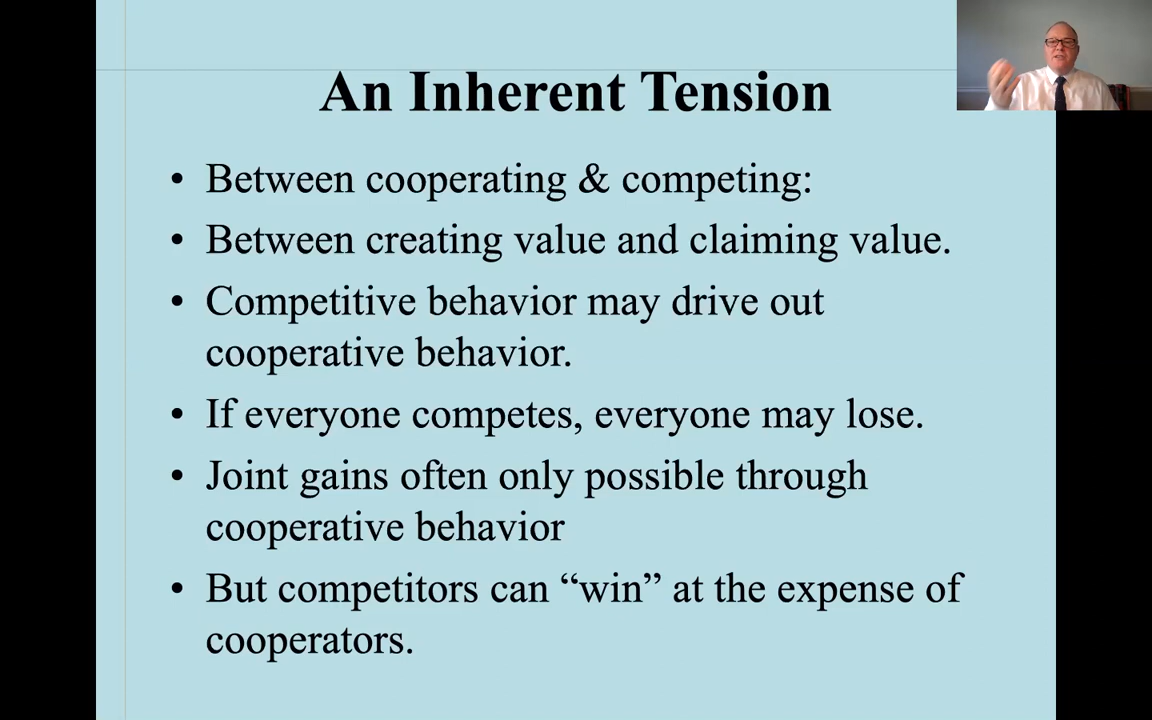 An Inherent Tension
• Between cooperating & competing:
• Between creating value and claiming value.
• Competitive behavior may drive out
cooperative behavior.
• If everyone competes, everyone may lose.
• Joint gains often only possible through
cooperative behavior
• But competitors can “win” at the expense of
cooperators.